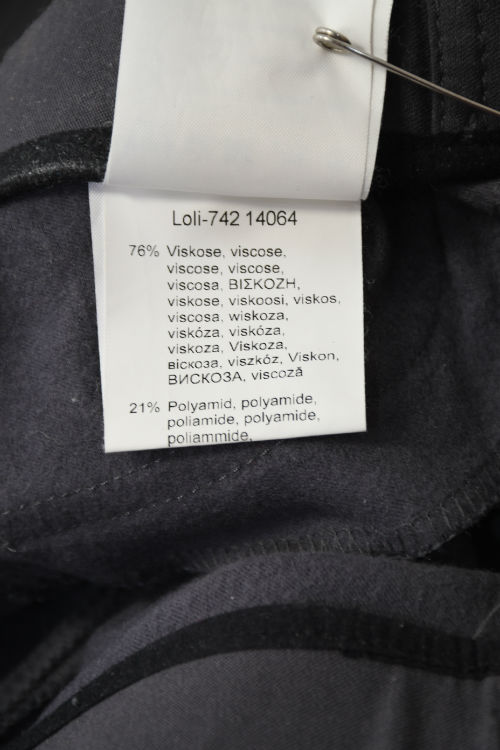 Loli-742 14064
76% Viskose, viscose,
viscose, viscose,
viscosa, ΒΙΣΚΟΖΗ,
viskose, viskoosi, viskos,
viscosa, wiskoza,
viskóza, viskóza,
viskoza, Viskoza,
віскоза, viszkóz, Viskon,
ВИСКОЗА, viscoză
21% Polyamid, polyamide,
poliamide, polyamide,
poliammide,